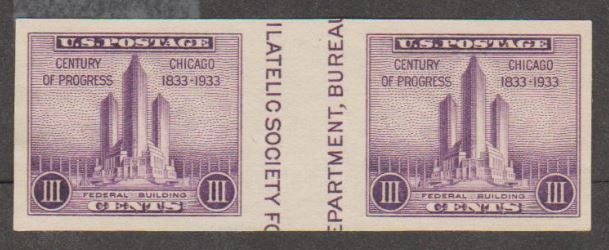 U.S. POSTAGE
CENTURY OF PROGRESS
CHICAGO 1833-1933
III
FEDERAL BUILDING
III
CENTS
ILATELIC SOCIETY FO
EPARTMENT, BUREAU
U.S. POSTAGE
CENTURY OF PROGRESS
CHICAGO 1833-1933
III
FEDERAL BUILDING
III
CENTS